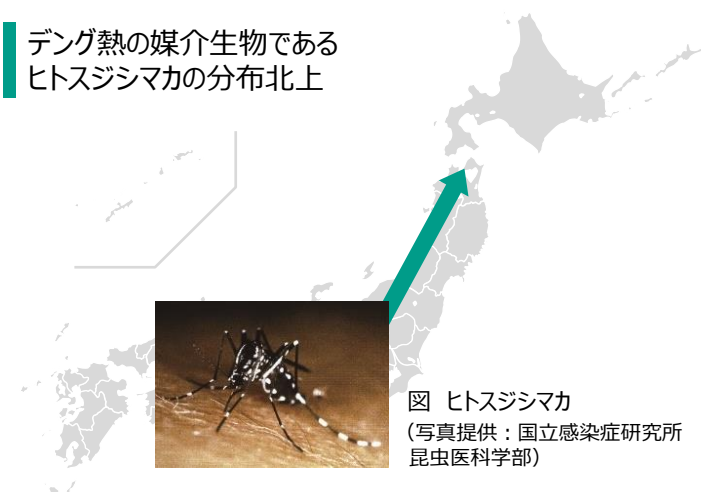 デング熱の媒介生物である
ヒトスジシマカの分布北上
図 ヒトスジシマカ
（写真提供：国立感染症研究所
昆虫医科学部）